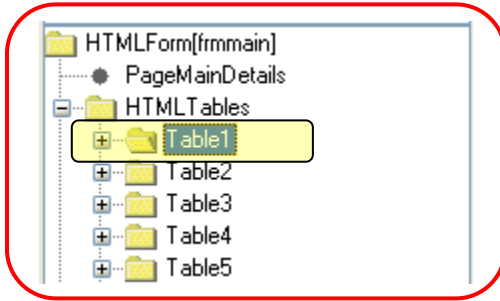 HTMLForm[frmmain]
PageMainDetails
HTMLTables
Table1
Table2
Table3
Table4
Table5